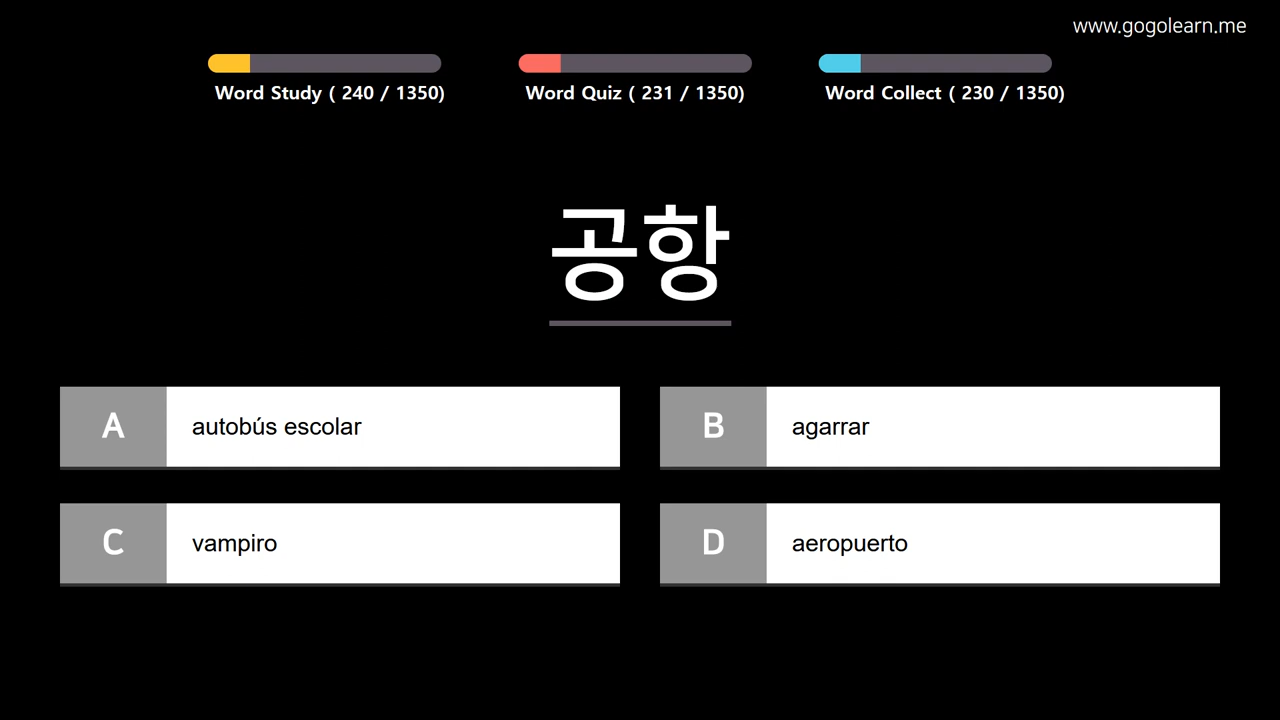 www.gogolearn.me
Word Study ( 240 / 1350)
Word Quiz ( 231 / 1350)
Word Collect ( 230 / 1350)
공항
A autobús escolar
B agarrar
C vampiro
D aeropuerto